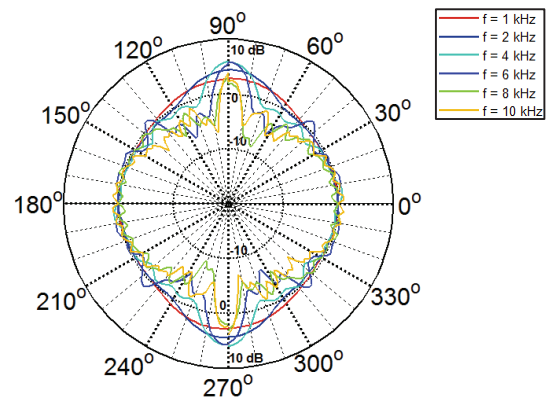 90°
120°
60°
10 dB
150°
30°
0
10
180°
0°
10
210°
330°
0
10 dB
240°
300°
270°
f = 1 kHz
f = 2 kHz
f = 4 kHz
f = 6 kHz
f = 8 kHz
f = 10 kHz